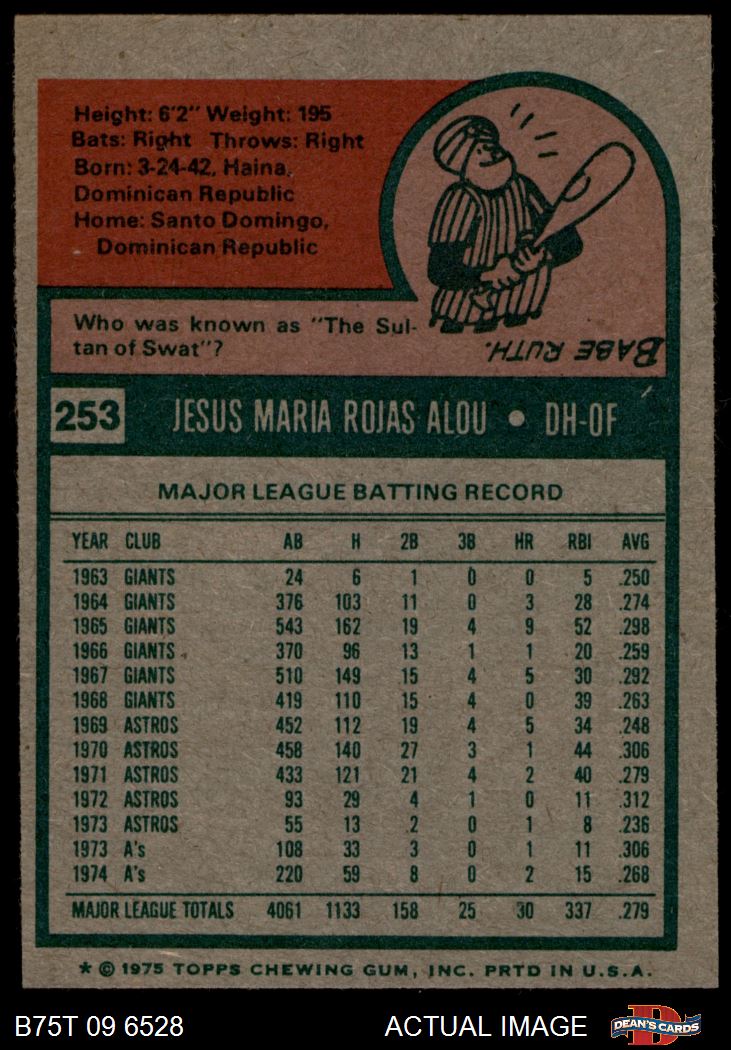 Height: 6'2" Weight: 195
Bats: Right Throws: Right
Born: 3-24-42, Haina,
Dominican Republic
Home: Santo Domingo,
Dominican Republic
Who was known as "The Sul-
tan of Swat"?
BABE RUTH.
253 JESUS MARIA ROJAS ALOU • DH-OF
MAJOR LEAGUE BATTING RECORD
YEAR CLUB AB H 2B 3B HR RBI AVG
1963 GIANTS 24 6 1 0 0 5 .250
1964 GIANTS 376 103 11 0 3 28 .274
1965 GIANTS 543 162 19 4 9 52 .298
1966 GIANTS 370 96 13 1 1 20 .259
1967 GIANTS 510 149 15 4 5 30 .292
1968 GIANTS 419 110 15 4 0 39 .263
1969 ASTROS 452 112 19 4 5 34 .248
1970 ASTROS 458 140 27 3 1 44 .306
1971 ASTROS 433 121 21 4 2 40 .279
1972 ASTROS 93 29 4 1 0 11 .312
1973 ASTROS 55 13 2 0 1 8 .236
1973 A's 108 33 3 0 1 11 .306
1974 A's 220 59 8 0 2 15 .268
MAJOR LEAGUE TOTALS 4061 1133 158 25 30 337 .279
* © 1975 TOPPS CHEWING GUM, INC. PRTD IN U.S.A.
B75T 09 6528 ACTUAL IMAGE D DEAN'S CARDS